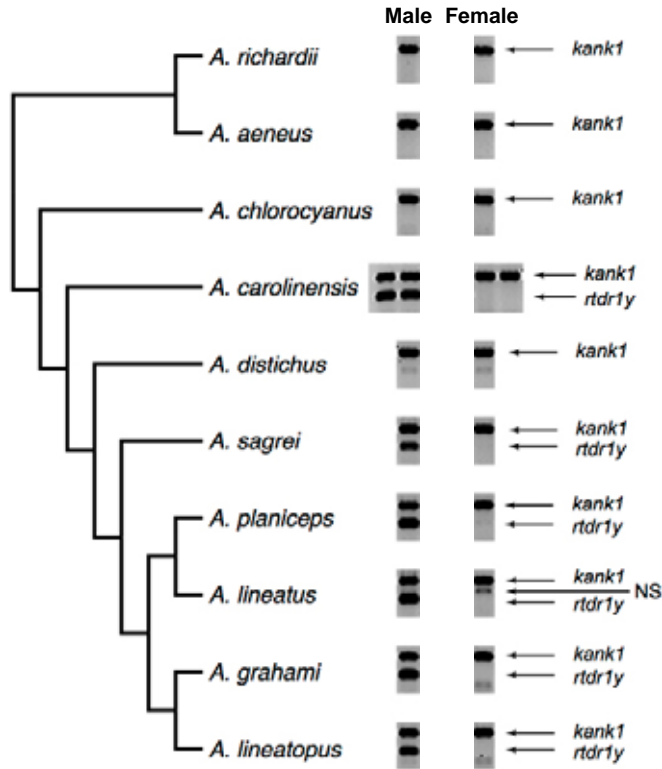 Male Female
A. richardii kank1
A. aeneus kank1
A. chlorocyanus kank1
A. carolinensis kank1
rtdr1y
A. distichus kank1
A. sagrei kank1
rtdr1y
A. planiceps kank1
rtdr1y
A. lineatus kank1
NS
rtdr1y
A. grahami kank1
rtdr1y
A. lineatopus kank1
rtdr1y